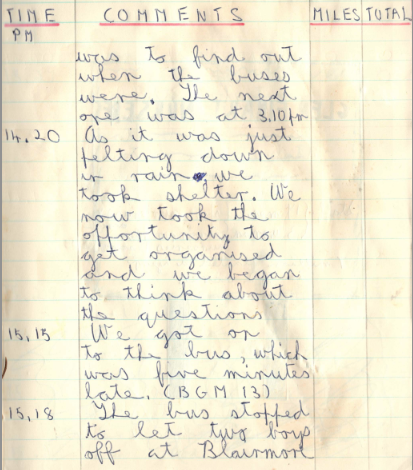 TIME COMMENTS MILES TOTAL
PM
was to find out
when the buses
were. The next
one was at 3.10pm
14.20 As it was just
pelting down
in rain, we
took shelter. We
now took the
opportunity to
get organised
and we began
to think about
the questions
15.15 We got on
to the bus, which
was five minutes
late. (BGM 13)
15.18 The bus stopped
to let two boys
off at Blairmore